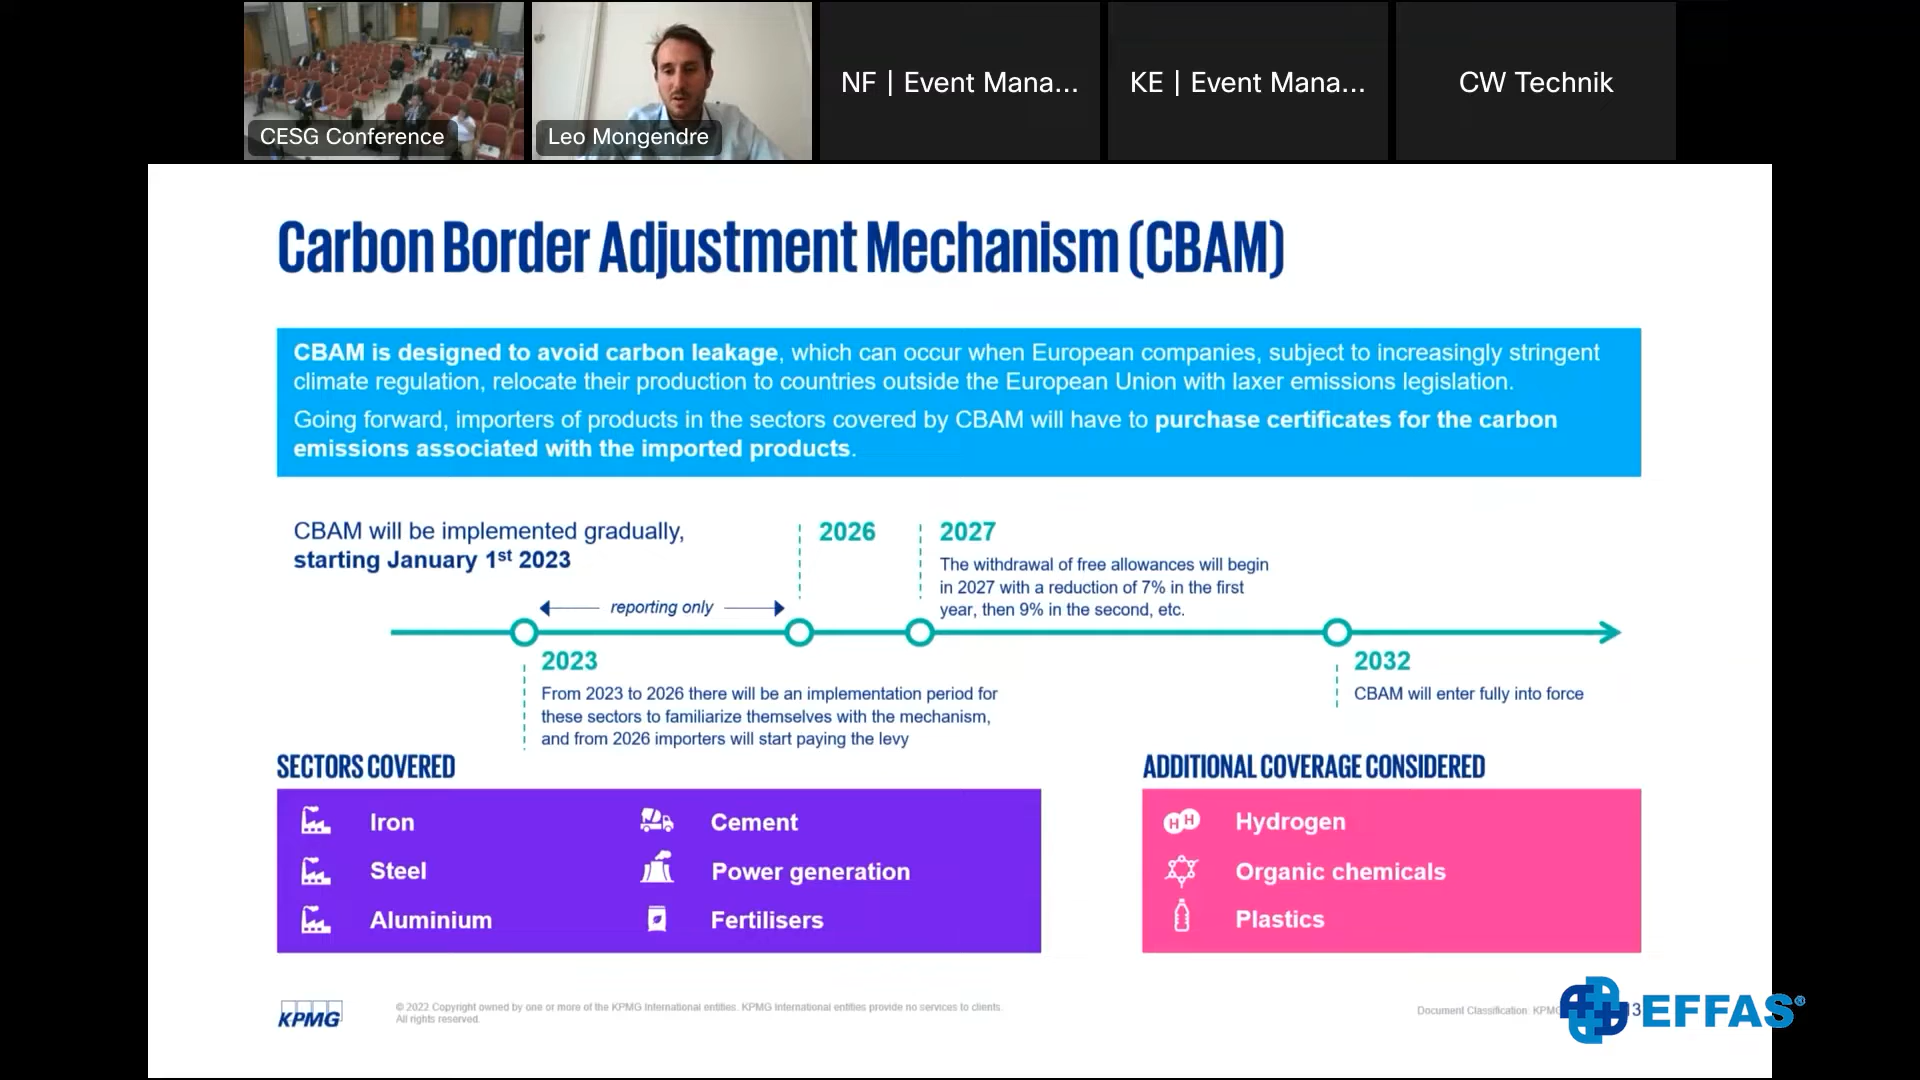 CESG Conference
Leo Mongendre
NF | Event Mana...
KE | Event Mana...
CW Technik
Carbon Border Adjustment Mechanism (CBAM)
CBAM is designed to avoid carbon leakage, which can occur when European companies, subject to increasingly stringent
climate regulation, relocate their production to countries outside the European Union with laxer emissions legislation.
Going forward, importers of products in the sectors covered by CBAM will have to purchase certificates for the carbon
emissions associated with the imported products.
CBAM will be implemented gradually,
starting January 1st 2023
reporting only
2026
2027
The withdrawal of free allowances will begin
in 2027 with a reduction of 7% in the first
year, then 9% in the second, etc.
2023
From 2023 to 2026 there will be an implementation period for
these sectors to familiarize themselves with the mechanism,
and from 2026 importers will start paying the levy
2032
CBAM will enter fully into force
SECTORS COVERED
Iron
Steel
Aluminium
Cement
Power generation
Fertilisers
ADDITIONAL COVERAGE CONSIDERED
H H
Hydrogen
Organic chemicals
Plastics
KPMG
© 2022 Copyright owned by one or more of the KPMG International entities. KPMG International entities provide no services to clients.
All rights reserved.
Document Classification: KPMG
13
EFFAS®